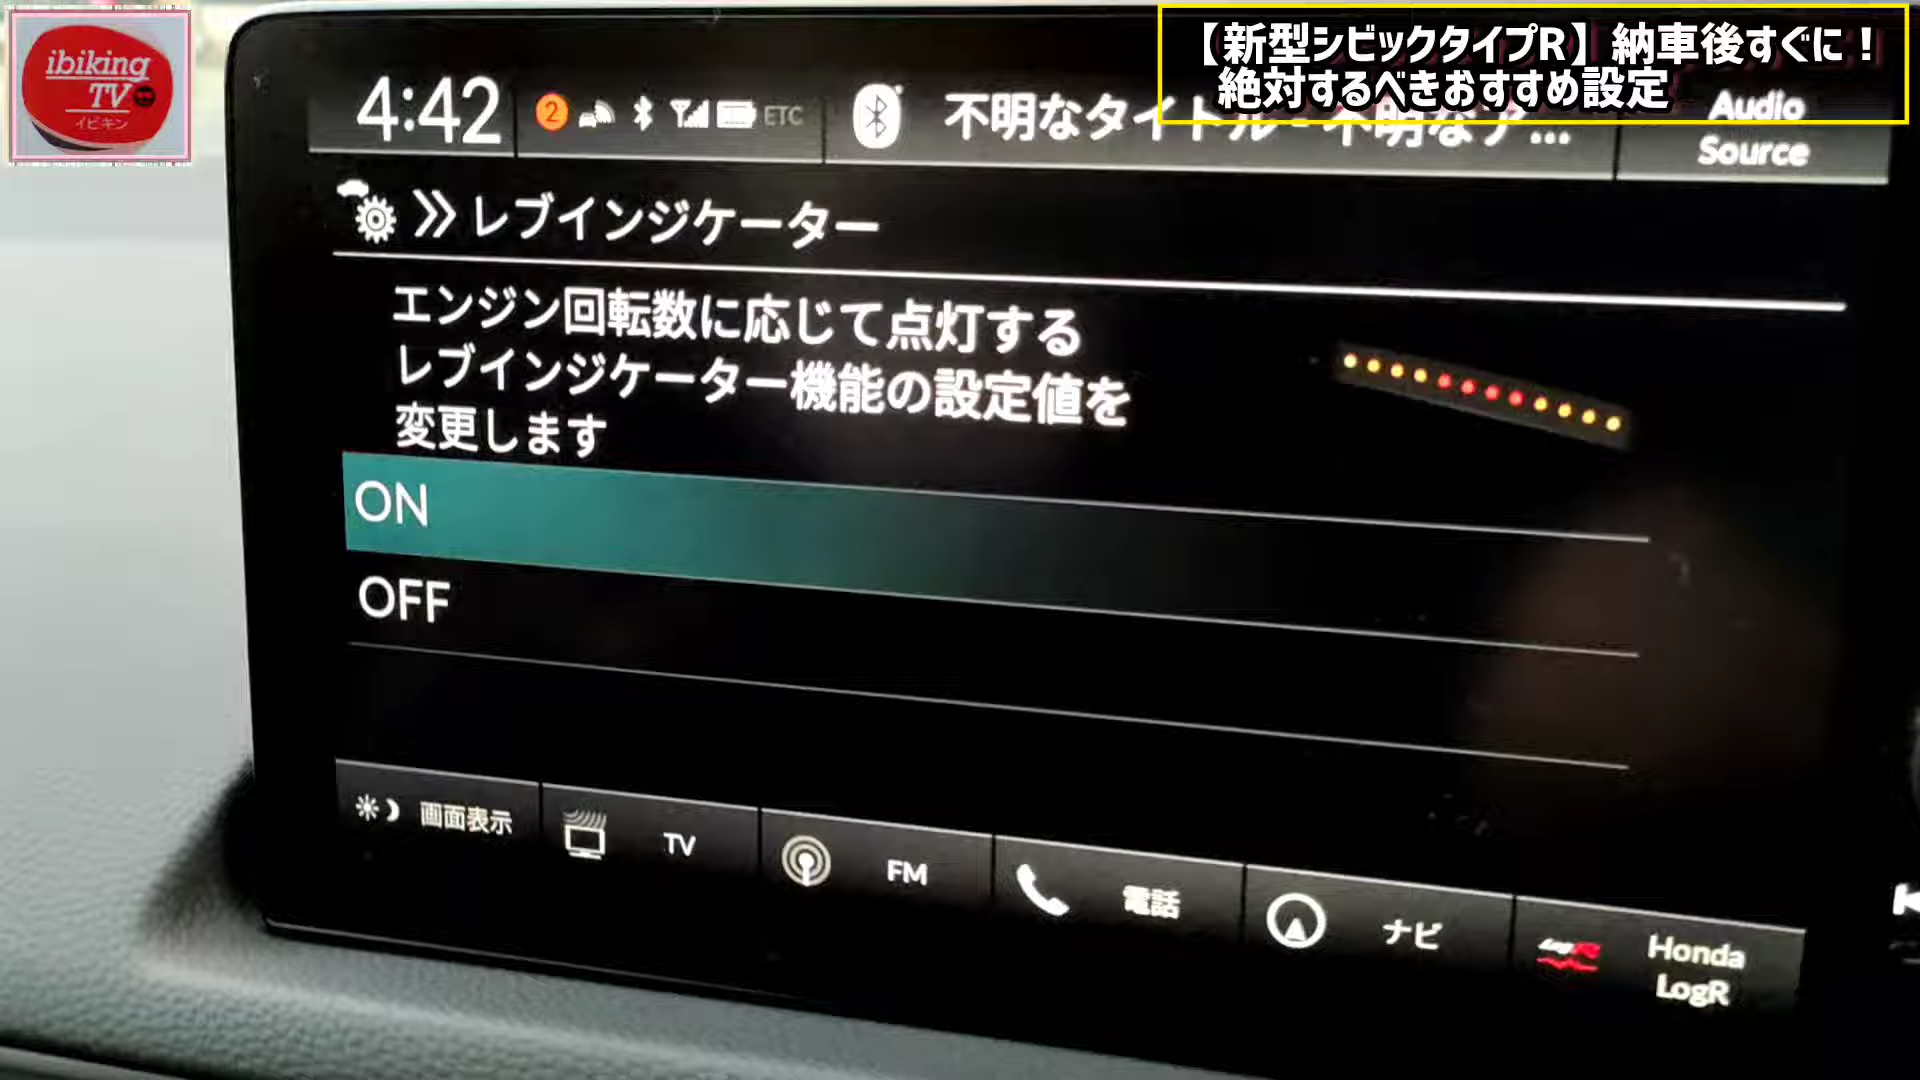 ibiking
TV
イビキン
【新型シビックタイプR】納車後すぐに！
絶対するべきおすすめ設定
4:42
2
ETC
不明なタイトル - 不明なア...
Audio
Source
レブインジケーター
エンジン回転数に応じて点灯する
レブインジケーター機能の設定値を
変更します
ON
OFF
画面表示
TV
FM
電話
ナビ
Honda
LogR